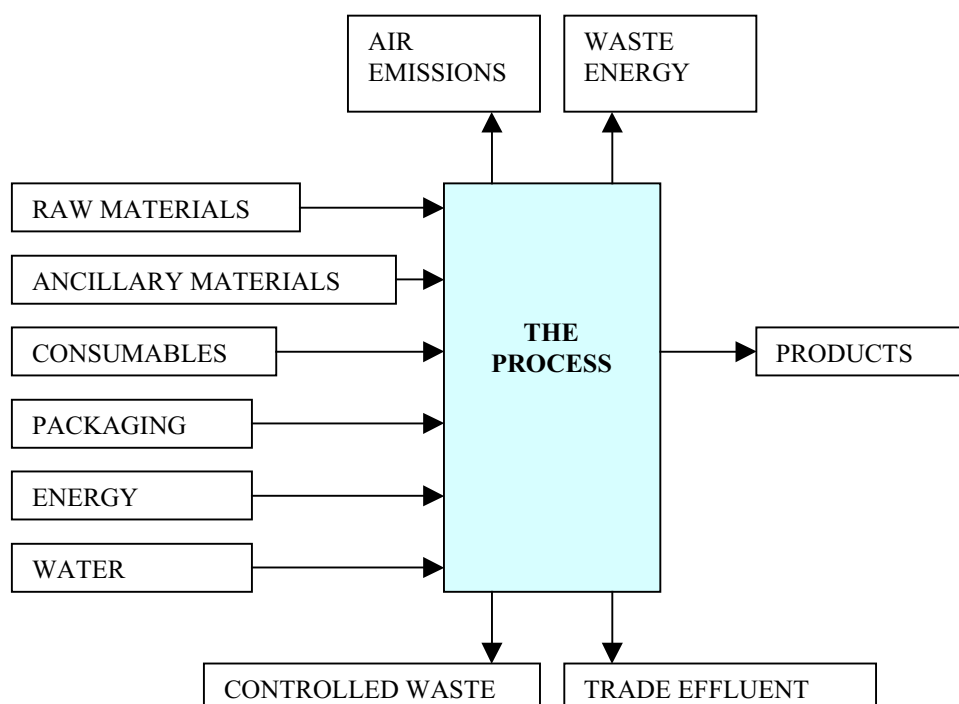 AIR
EMISSIONS
WASTE
ENERGY
RAW MATERIALS
ANCILLARY MATERIALS
CONSUMABLES
PACKAGING
ENERGY
WATER
THE
PROCESS
PRODUCTS
CONTROLLED WASTE
TRADE EFFLUENT